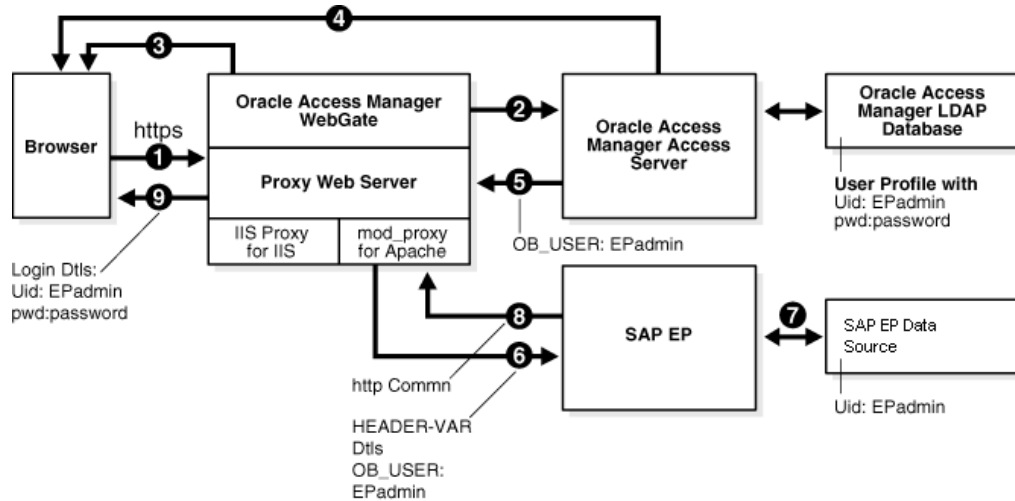 4
3
Oracle Access Manager
WebGate
2
Oracle Access
Manager Access
Server
Oracle Access
Manager LDAP
Database
https
Browser
1
Proxy Web Server
5
9
User Profile with
Uid: EPadmin
pwd:password
IIS Proxy
for IIS
mod_proxy
for Apache
OB_USER: EPadmin
Login Dtls:
Uid: EPadmin
pwd:password
8
SAP EP
7
SAP EP Data
Source
6
http Commn
Uid: EPadmin
HEADER-VAR
Dtls
OB_USER:
EPadmin